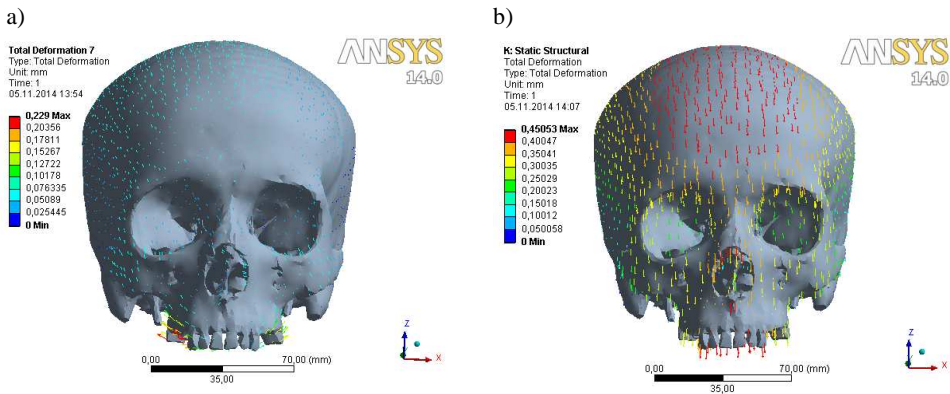 a)
Total Deformation 7
Type: Total Deformation
Unit: mm
Time: 1
05.11.2014 13:54
0,229 Max
0,20356
0,17811
0,15267
0,12722
0,10178
0,076335
0,05089
0,025445
0 Min
ANSYS
14.0
Z
X
0,00
70,00 (mm)
35,00
b)
K: Static Structural
Total Deformation
Type: Total Deformation
Unit: mm
Time: 1
05.11.2014 14:07
0,45053 Max
0,40047
0,35041
0,30035
0,25029
0,20023
0,15018
0,10012
0,050058
0 Min
ANSYS
14.0
Z
X
0,00
70,00 (mm)
35,00